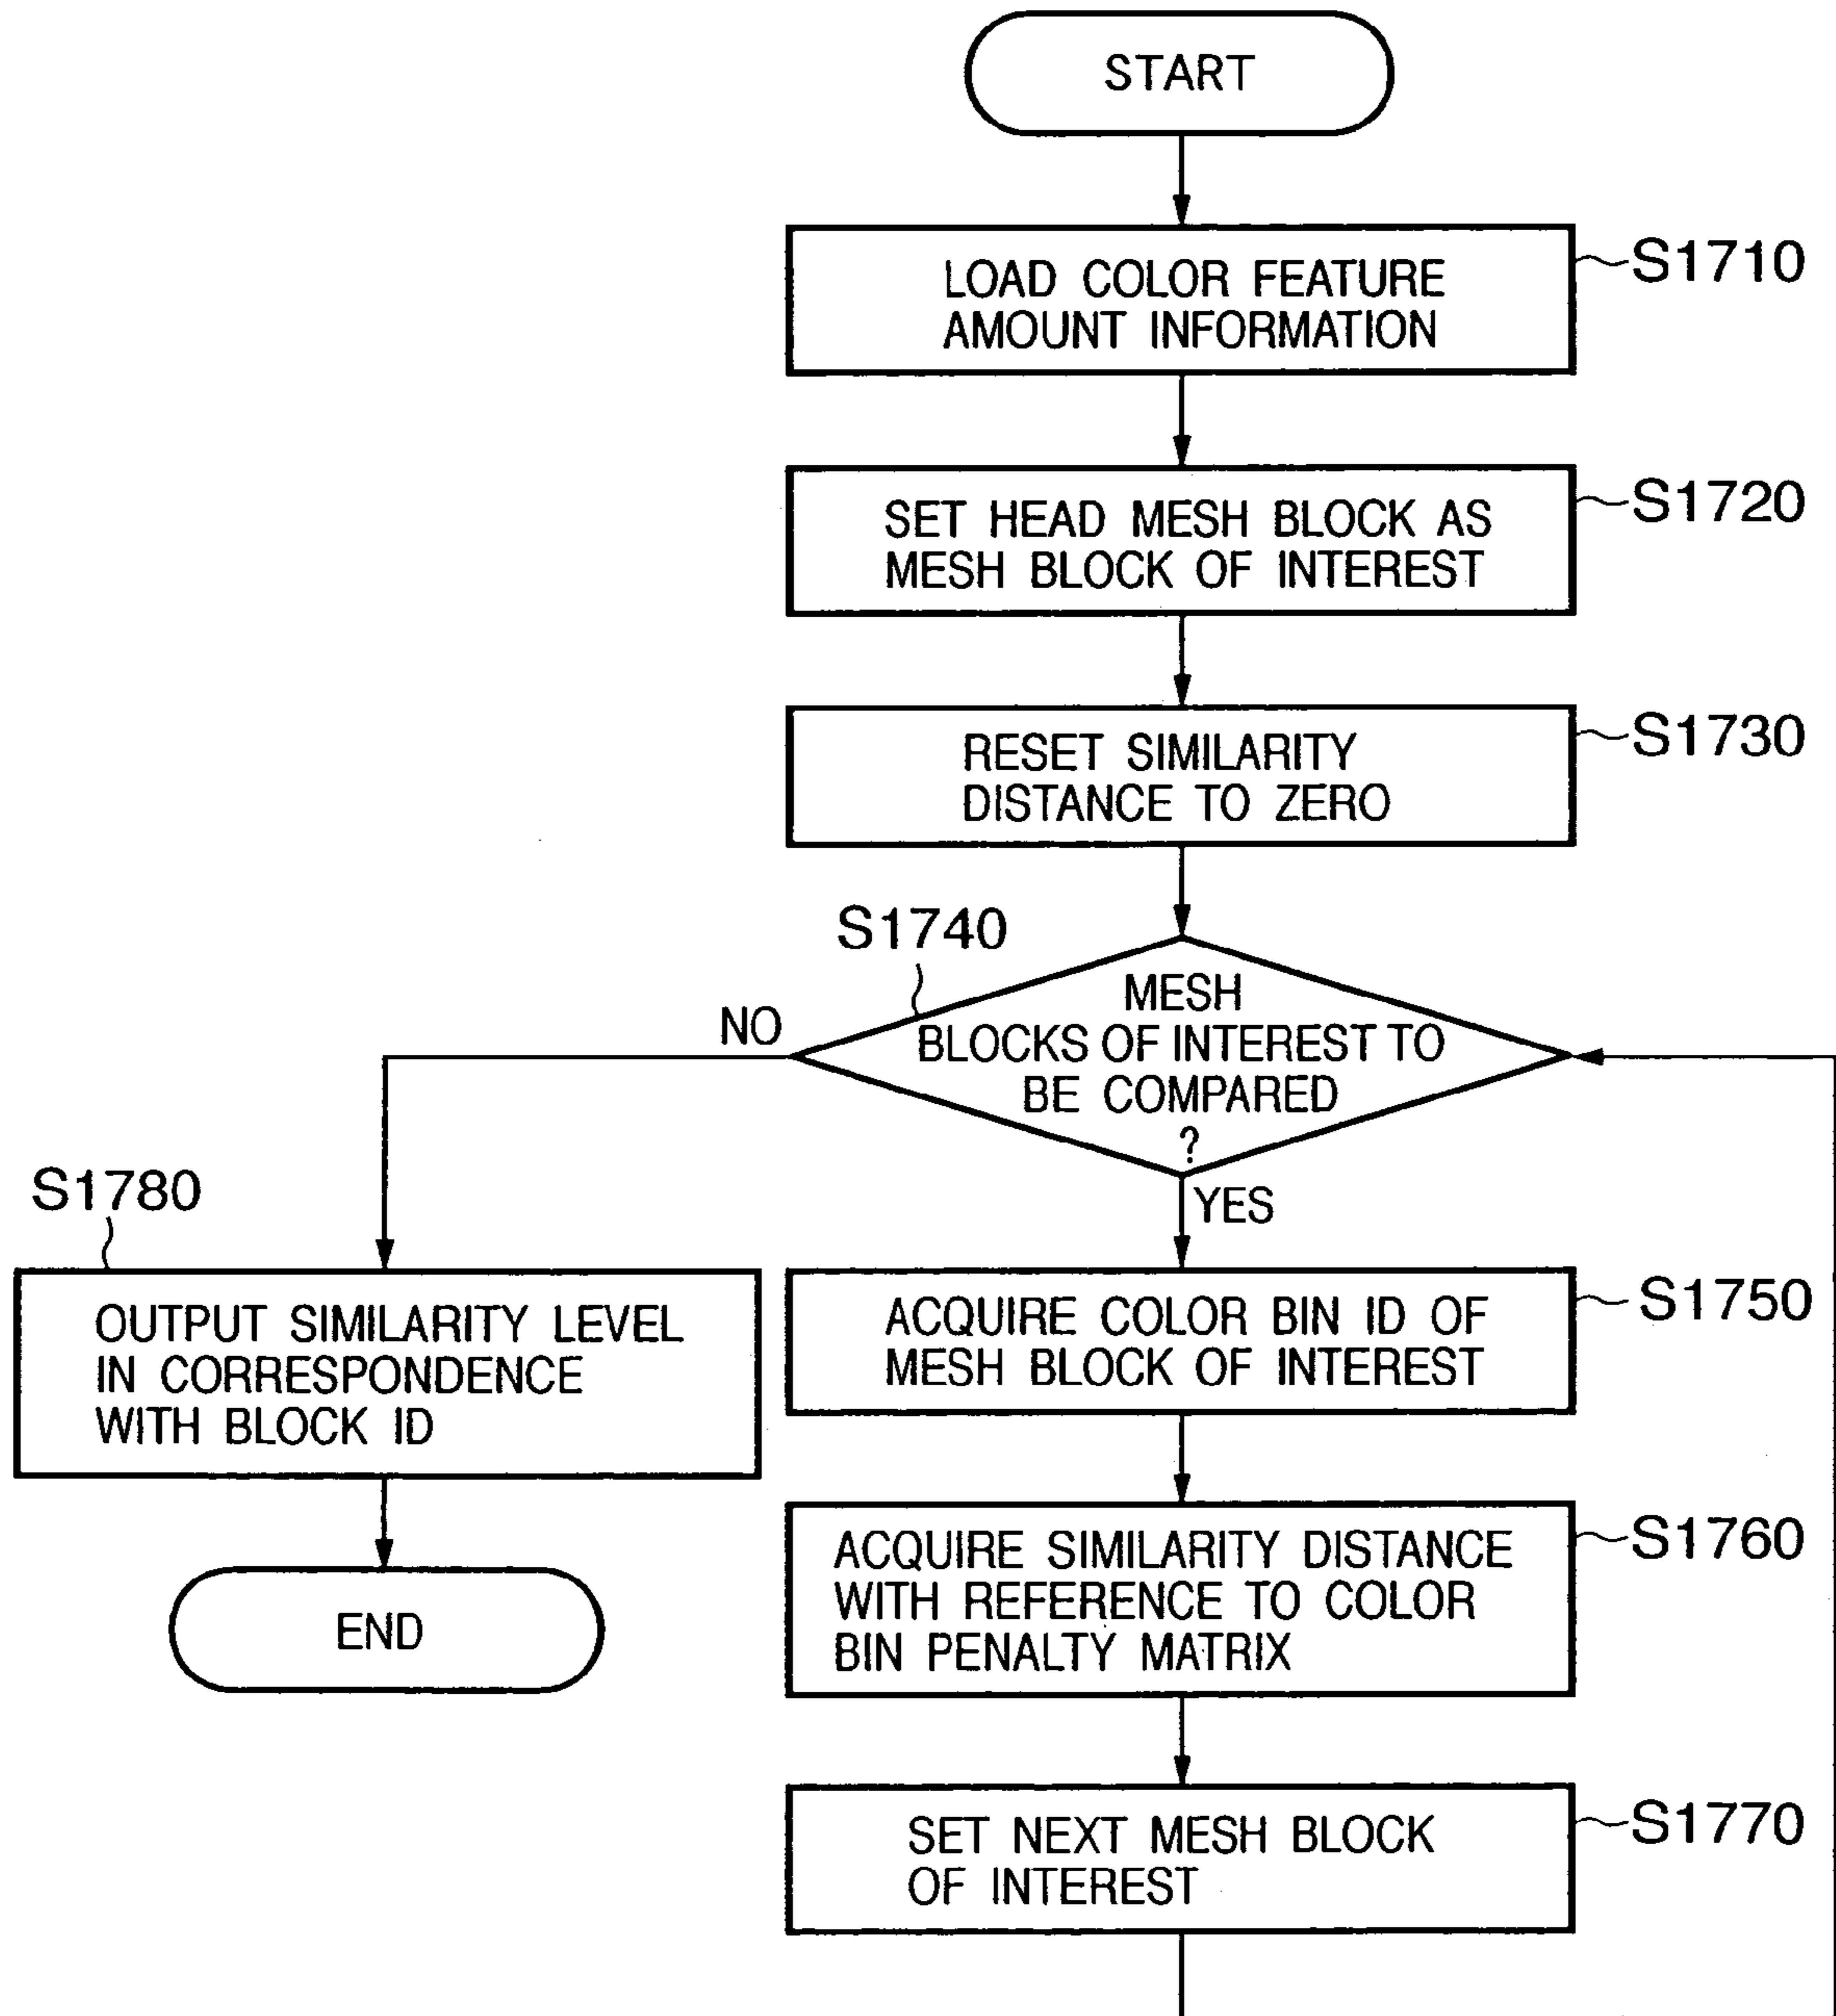 START
LOAD COLOR FEATURE
AMOUNT INFORMATION
S1710
SET HEAD MESH BLOCK AS
MESH BLOCK OF INTEREST
S1720
RESET SIMILARITY
DISTANCE TO ZERO
S1730
S1740
MESH
BLOCKS OF INTEREST TO
BE COMPARED
?
NO
YES
S1780
OUTPUT SIMILARITY LEVEL
IN CORRESPONDENCE
WITH BLOCK ID
END
ACQUIRE COLOR BIN ID OF
MESH BLOCK OF INTEREST
S1750
ACQUIRE SIMILARITY DISTANCE
WITH REFERENCE TO COLOR
BIN PENALTY MATRIX
S1760
SET NEXT MESH BLOCK
OF INTEREST
S1770